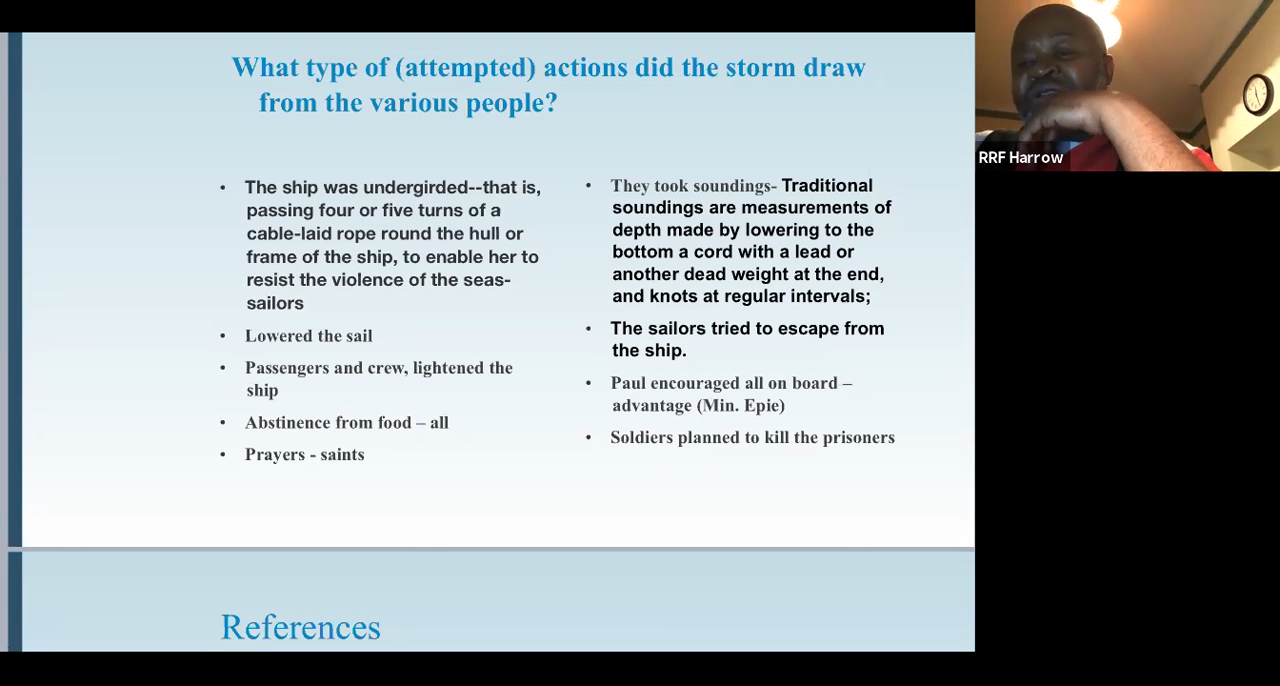 What type of (attempted) actions did the storm draw
from the various people?
• The ship was undergirded--that is,
passing four or five turns of a
cable-laid rope round the hull or
frame of the ship, to enable her to
resist the violence of the seas-
sailors
• Lowered the sail
• Passengers and crew, lightened the
ship
• Abstinence from food – all
• Prayers - saints
• They took soundings- Traditional
soundings are measurements of
depth made by lowering to the
bottom a cord with a lead or
another dead weight at the end,
and knots at regular intervals;
• The sailors tried to escape from
the ship.
• Paul encouraged all on board –
advantage (Min. Epie)
• Soldiers planned to kill the prisoners
References
RRF Harrow